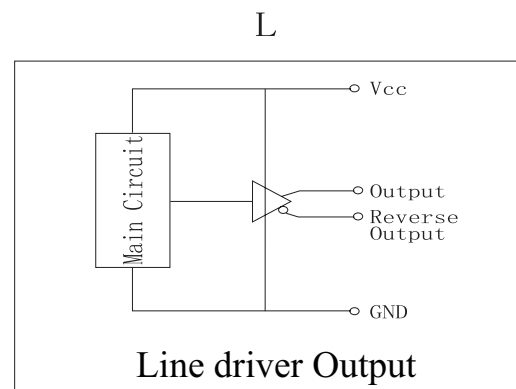 L
Vcc
Main Circuit
Output
Reverse
Output
GND
Line driver Output